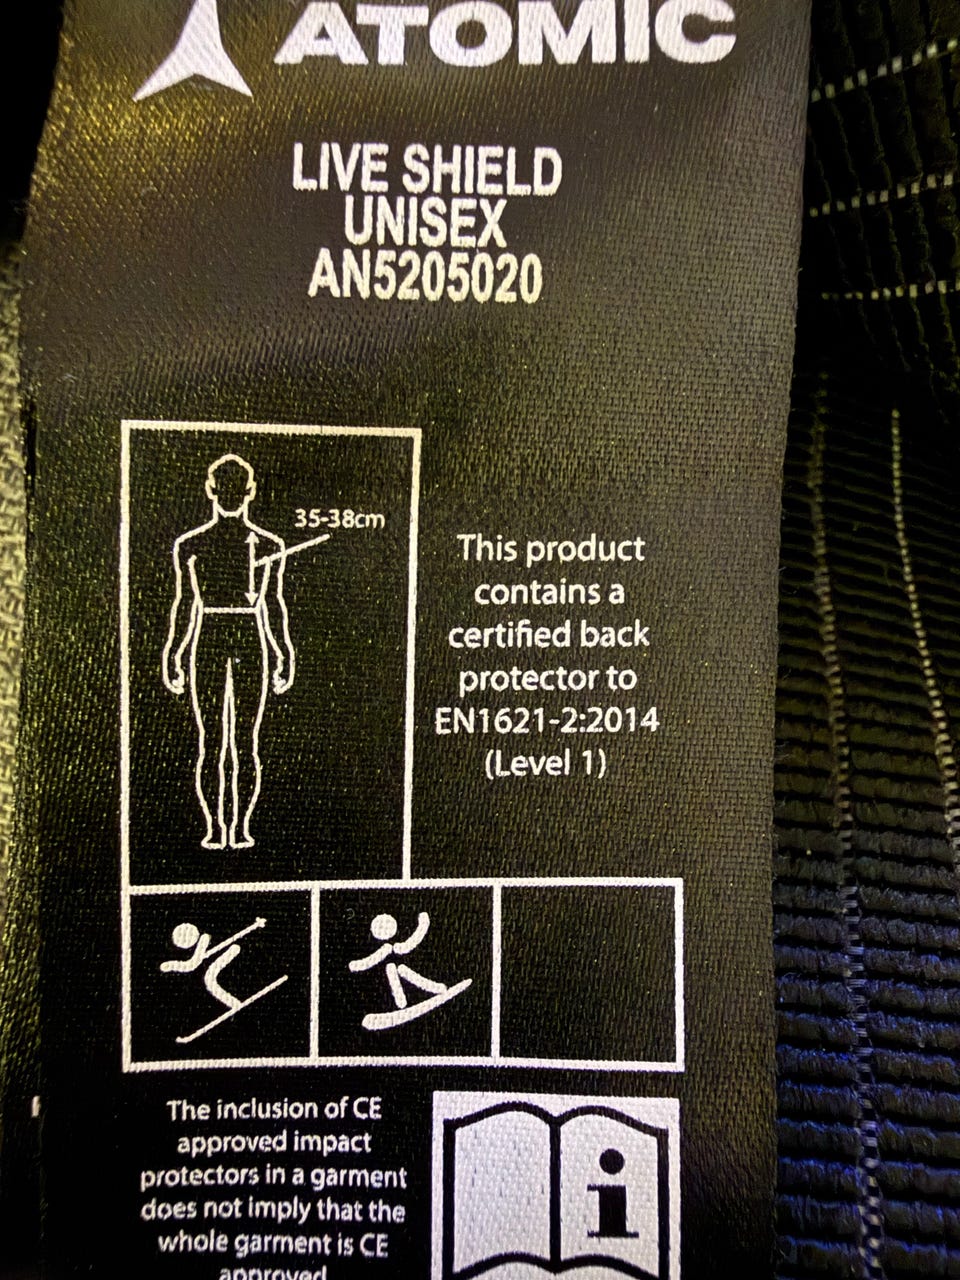 ATOMIC
LIVE SHIELD
UNISEX
AN5205020
35-38cm
This product
contains a
certified back
protector to
EN1621-2:2014
(Level 1)
The inclusion of CE
approved impact
protectors in a garment
does not imply that the
whole garment is CE
approved
i